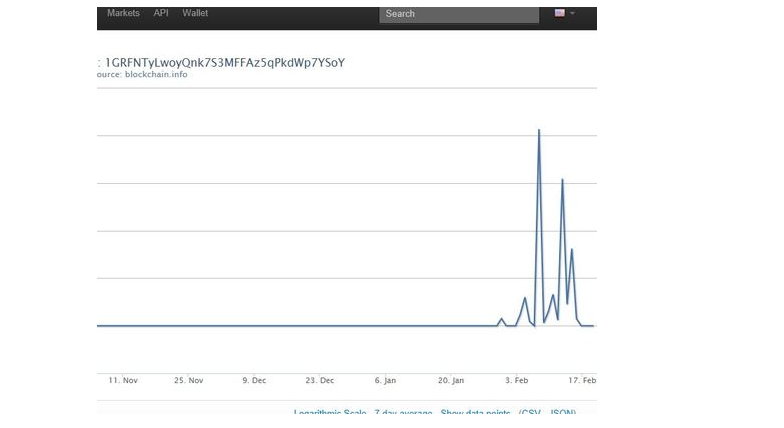 Markets API Wallet Search
: 1GRFNTyLwoyQnk7S3MFFAz5qPkdWp7YSoY
ource: blockchain.info
11. Nov 25. Nov 9. Dec 23. Dec 6. Jan 20. Jan 3. Feb 17. Feb
Logarithmic Scale - 7 day average - Show data points - (CSV - JSON)